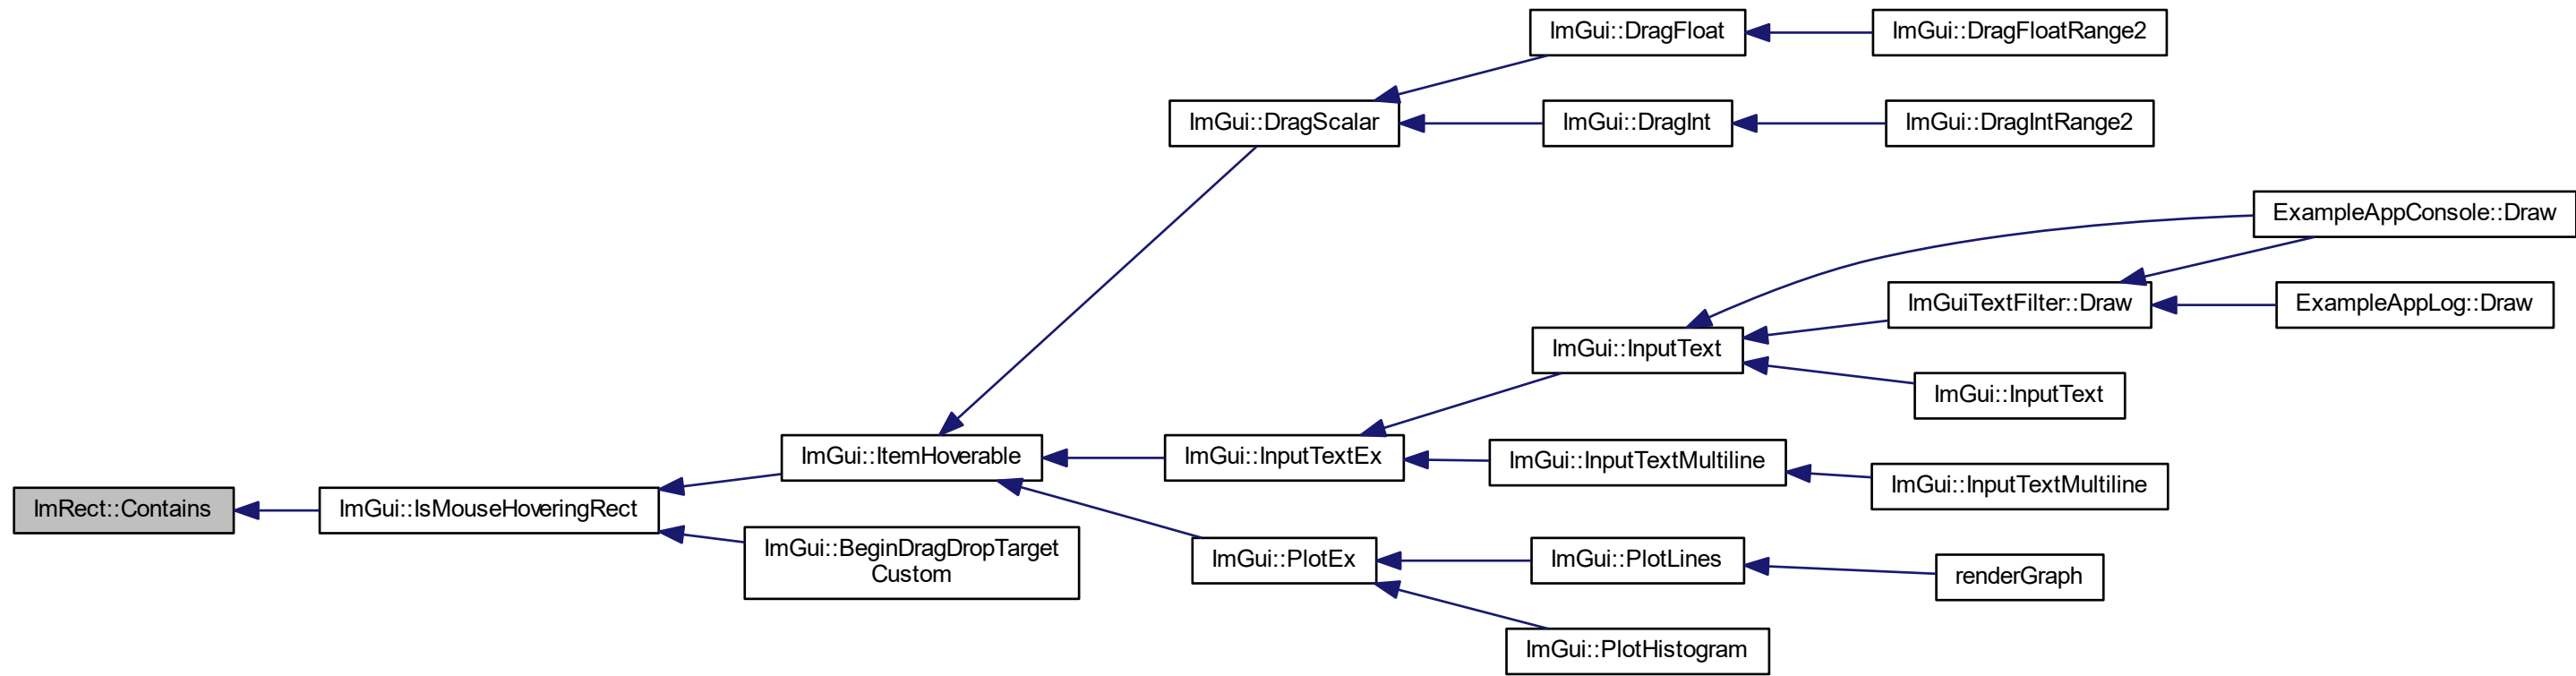 ImGui::DragFloat
ImGui::DragFloatRange2
ImGui::DragScalar
ImGui::DragInt
ImGui::DragIntRange2
ExampleAppConsole::Draw
ImGuiTextFilter::Draw
ExampleAppLog::Draw
ImGui::InputText
ImGui::InputText
ImGui::ItemHoverable
ImGui::InputTextEx
ImGui::InputTextMultiline
ImGui::InputTextMultiline
ImRect::Contains
ImGui::IsMouseHoveringRect
ImGui::BeginDragDropTarget
Custom
ImGui::PlotEx
ImGui::PlotLines
renderGraph
ImGui::PlotHistogram